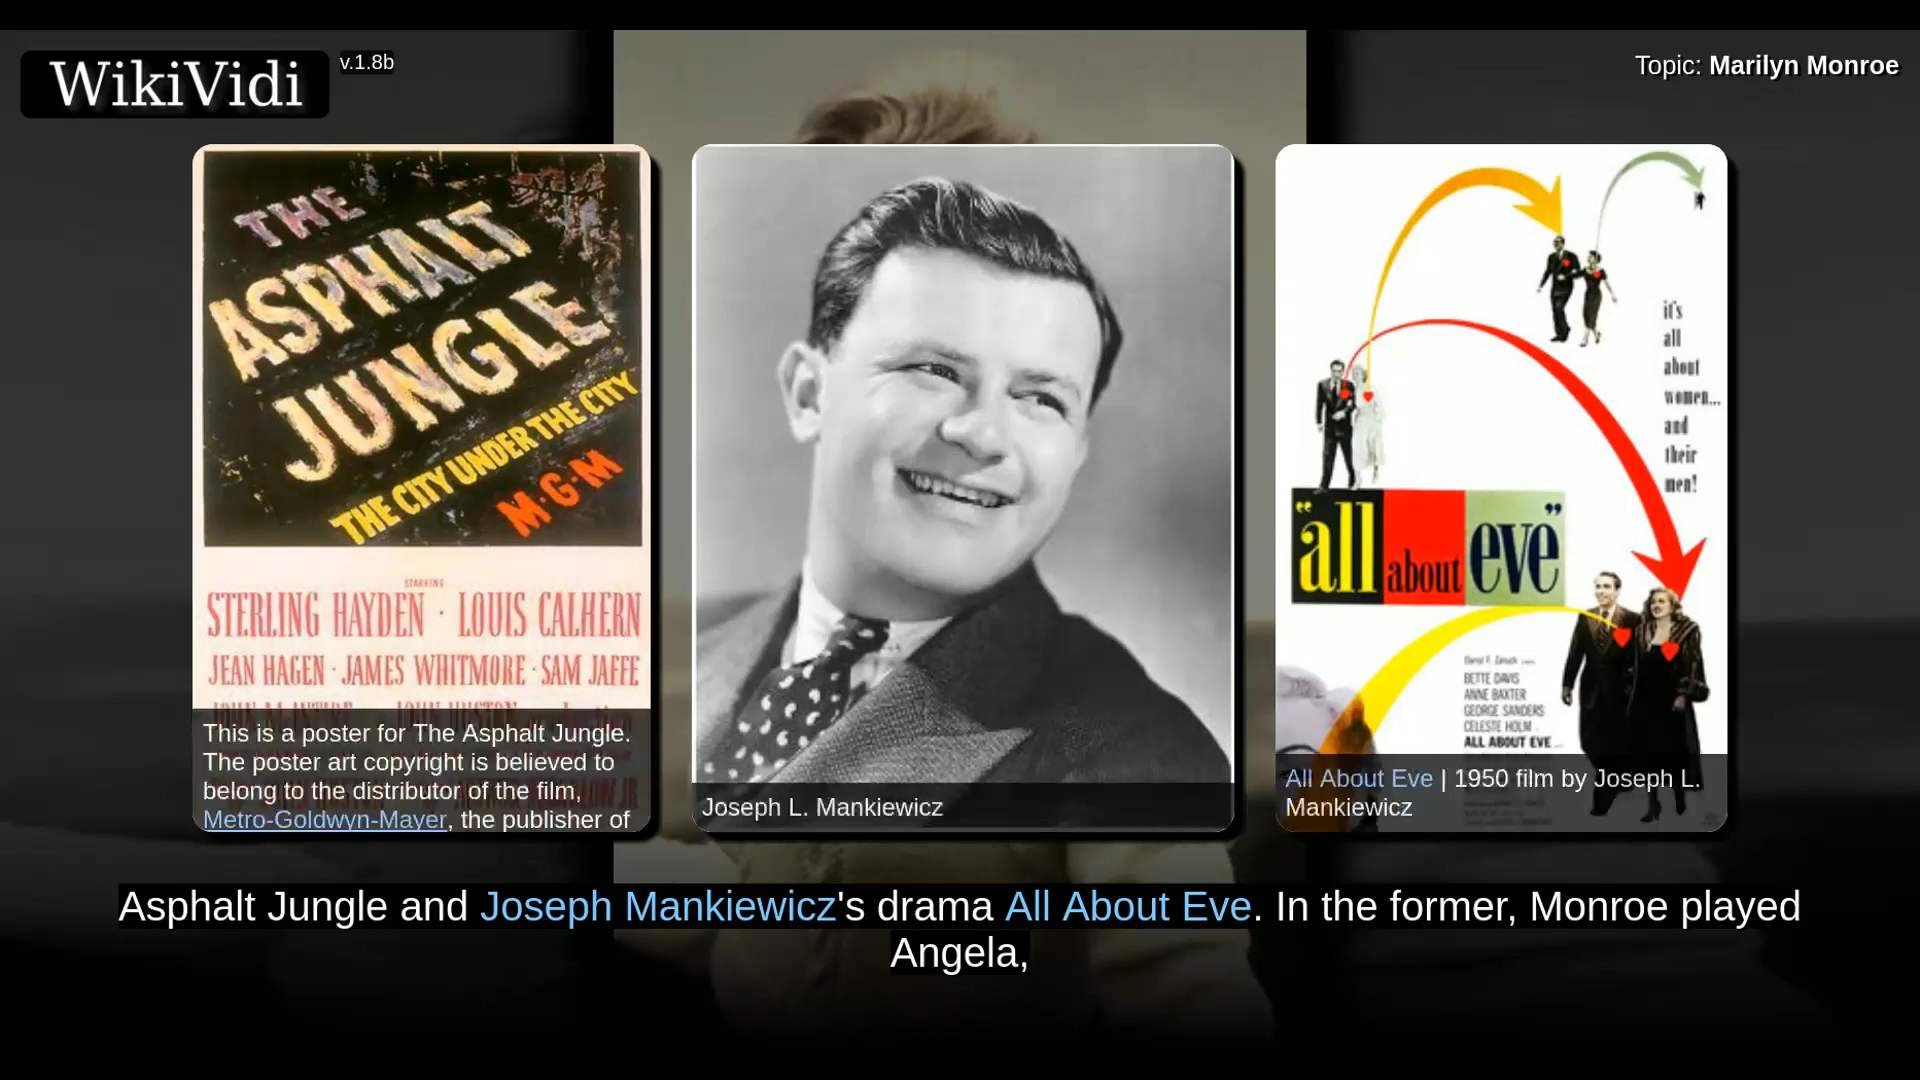 WikiVidi
v.1.8b
Topic: Marilyn Monroe
THE
ASPHALT
JUNGLE
THE CITY UNDER THE CITY
M-G-M
STARRING
STERLING HAYDEN · LOUIS CALHERN
JEAN HAGEN · JAMES WHITMORE · SAM JAFFE
This is a poster for The Asphalt Jungle.
The poster art copyright is believed to
belong to the distributor of the film,
Metro-Goldwyn-Mayer, the publisher of
Joseph L. Mankiewicz
it's
all
about
women...
and
their
men!
"all about eve"
BETTE DAVIS
ANNE BAXTER
GEORGE SANDERS
CELESTE HOLM
ALL ABOUT EVE
All About Eve | 1950 film by Joseph L.
Mankiewicz
Asphalt Jungle and Joseph Mankiewicz's drama All About Eve. In the former, Monroe played
Angela,